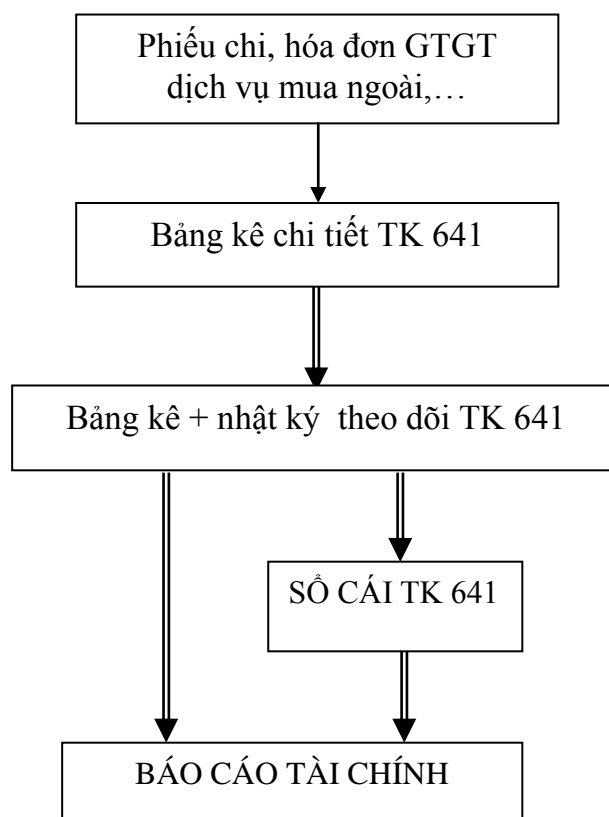 Phiếu chi, hóa đơn GTGT
dịch vụ mua ngoài,…
Bảng kê chi tiết TK 641
Bảng kê + nhật ký theo dõi TK 641
SỔ CÁI TK 641
BÁO CÁO TÀI CHÍNH